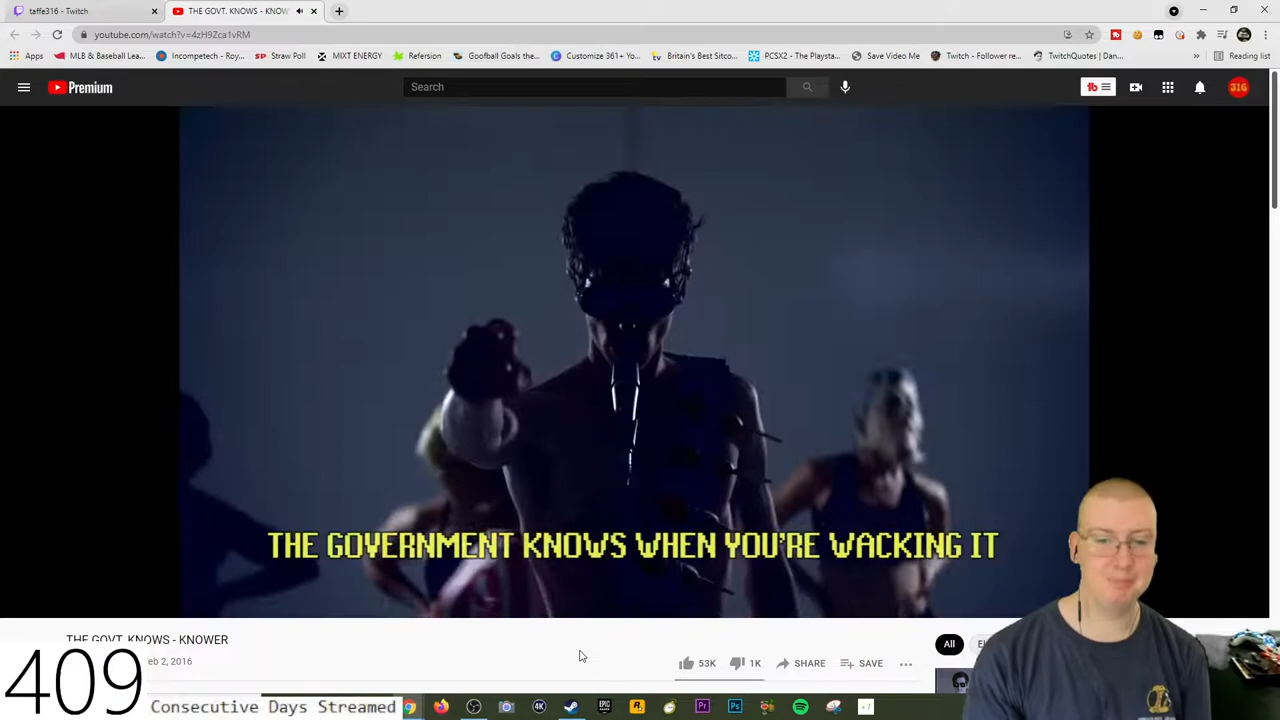 taffe316 - Twitch
THE GOVT. KNOWS - KNOW
youtube.com/watch?v=4zH9Zca1vRM
Apps
MLB & Baseball Lea...
Incompetech - Roy...
Straw Poll
MIXT ENERGY
Refersion
Goofball Goals the...
Customize 361+ Yo...
Britain's Best Sitco...
PCSX2 - The Playsta...
Save Video Me
Twitch - Follower re...
TwitchQuotes | Dan...
Reading list
Premium
Search
316
THE GOVERNMENT KNOWS WHEN YOU'RE WACKING IT
THE GOVT. KNOWS - KNOWER
eb 2, 2016
53K
1K
SHARE
SAVE
All
409
Consecutive Days Streamed